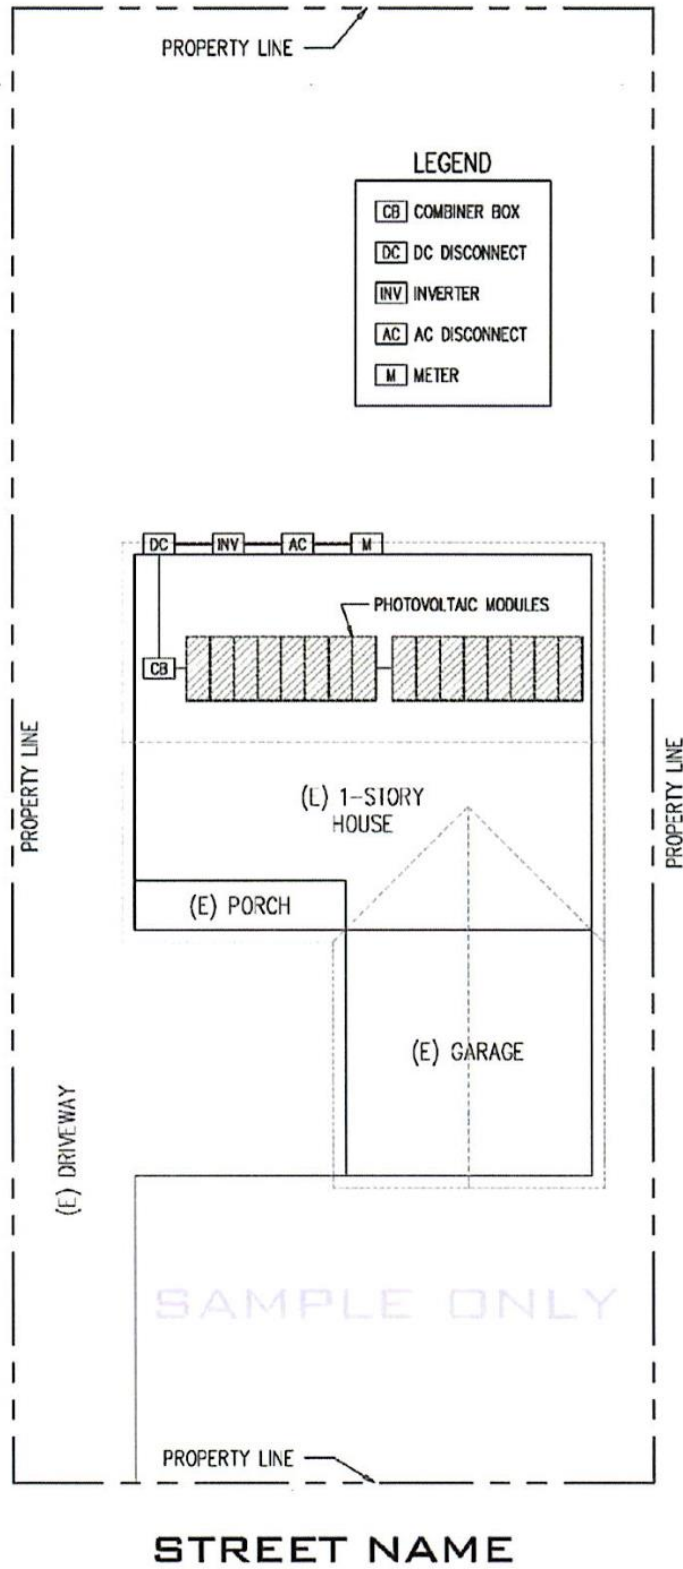 PROPERTY LINE
LEGEND
CB COMBINER BOX
DC DC DISCONNECT
INV INVERTER
AC AC DISCONNECT
M METER
DC INV AC M
PHOTOVOLTAIC MODULES
CB
PROPERTY LINE
PROPERTY LINE
(E) 1-STORY
HOUSE
(E) PORCH
(E) GARAGE
(E) DRIVEWAY
SAMPLE ONLY
PROPERTY LINE
STREET NAME